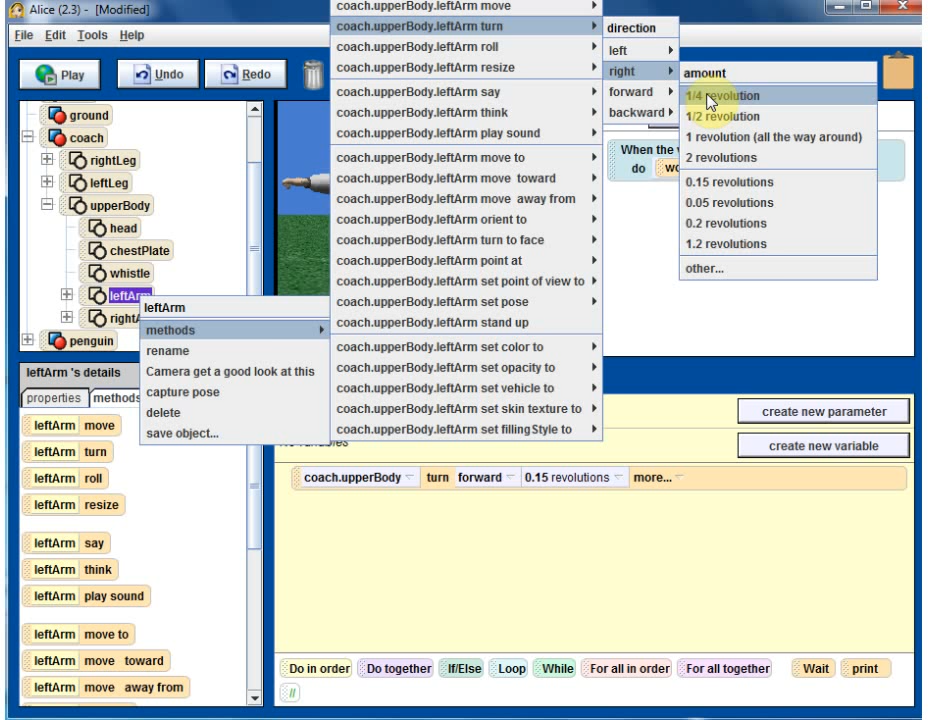 Alice (2.3) - [Modified]
File Edit Tools Help
Play
Undo
Redo
ground
coach
rightLeg
leftLeg
upperBody
head
chestPlate
whistle
leftArm
penguin
leftArm
methods
rename
Camera get a good look at this
capture pose
delete
save object...
coach.upperBody.leftArm move
coach.upperBody.leftArm turn
coach.upperBody.leftArm roll
coach.upperBody.leftArm resize
coach.upperBody.leftArm say
coach.upperBody.leftArm think
coach.upperBody.leftArm play sound
coach.upperBody.leftArm move to
coach.upperBody.leftArm move toward
coach.upperBody.leftArm move away from
coach.upperBody.leftArm orient to
coach.upperBody.leftArm turn to face
coach.upperBody.leftArm point at
coach.upperBody.leftArm set point of view to
coach.upperBody.leftArm set pose
coach.upperBody.leftArm stand up
coach.upperBody.leftArm set color to
coach.upperBody.leftArm set opacity to
coach.upperBody.leftArm set vehicle to
coach.upperBody.leftArm set skin texture to
coach.upperBody.leftArm set fillingStyle to
direction
left
right
forward
backward
amount
1/4 revolution
1/2 revolution
1 revolution (all the way around)
2 revolutions
0.15 revolutions
0.05 revolutions
0.2 revolutions
1.2 revolutions
other...
When the
do
leftArm 's details
properties methods
leftArm move
leftArm turn
leftArm roll
leftArm resize
leftArm say
leftArm think
leftArm play sound
leftArm move to
leftArm move toward
leftArm move away from
create new parameter
create new variable
coach.upperBody turn forward 0.15 revolutions more...
Do in order Do together If/Else Loop While For all in order For all together Wait print
//